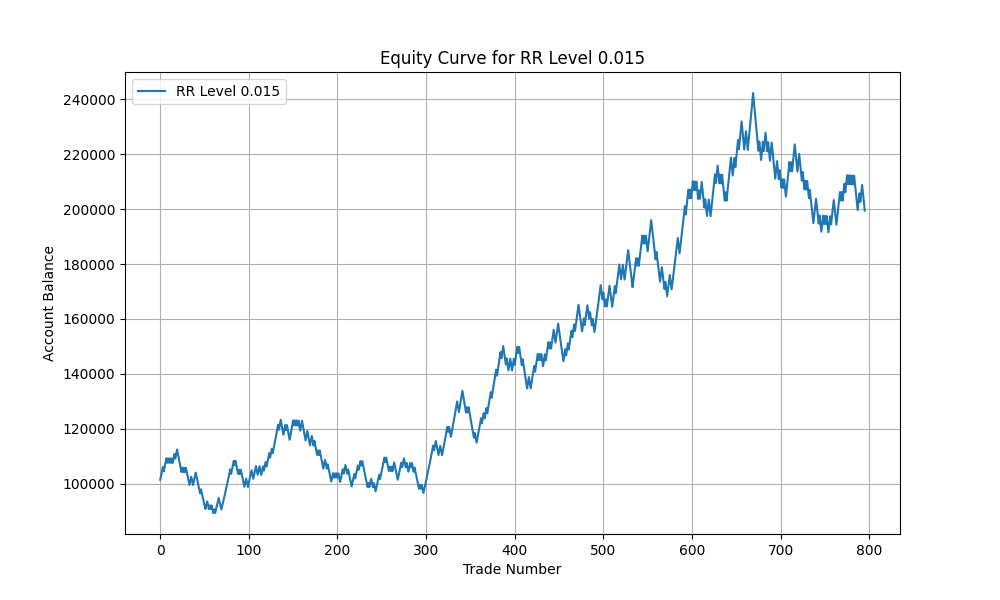 Equity Curve for RR Level 0.015
RR Level 0.015
Account Balance
240000
220000
200000
180000
160000
140000
120000
100000
0 100 200 300 400 500 600 700 800
Trade Number